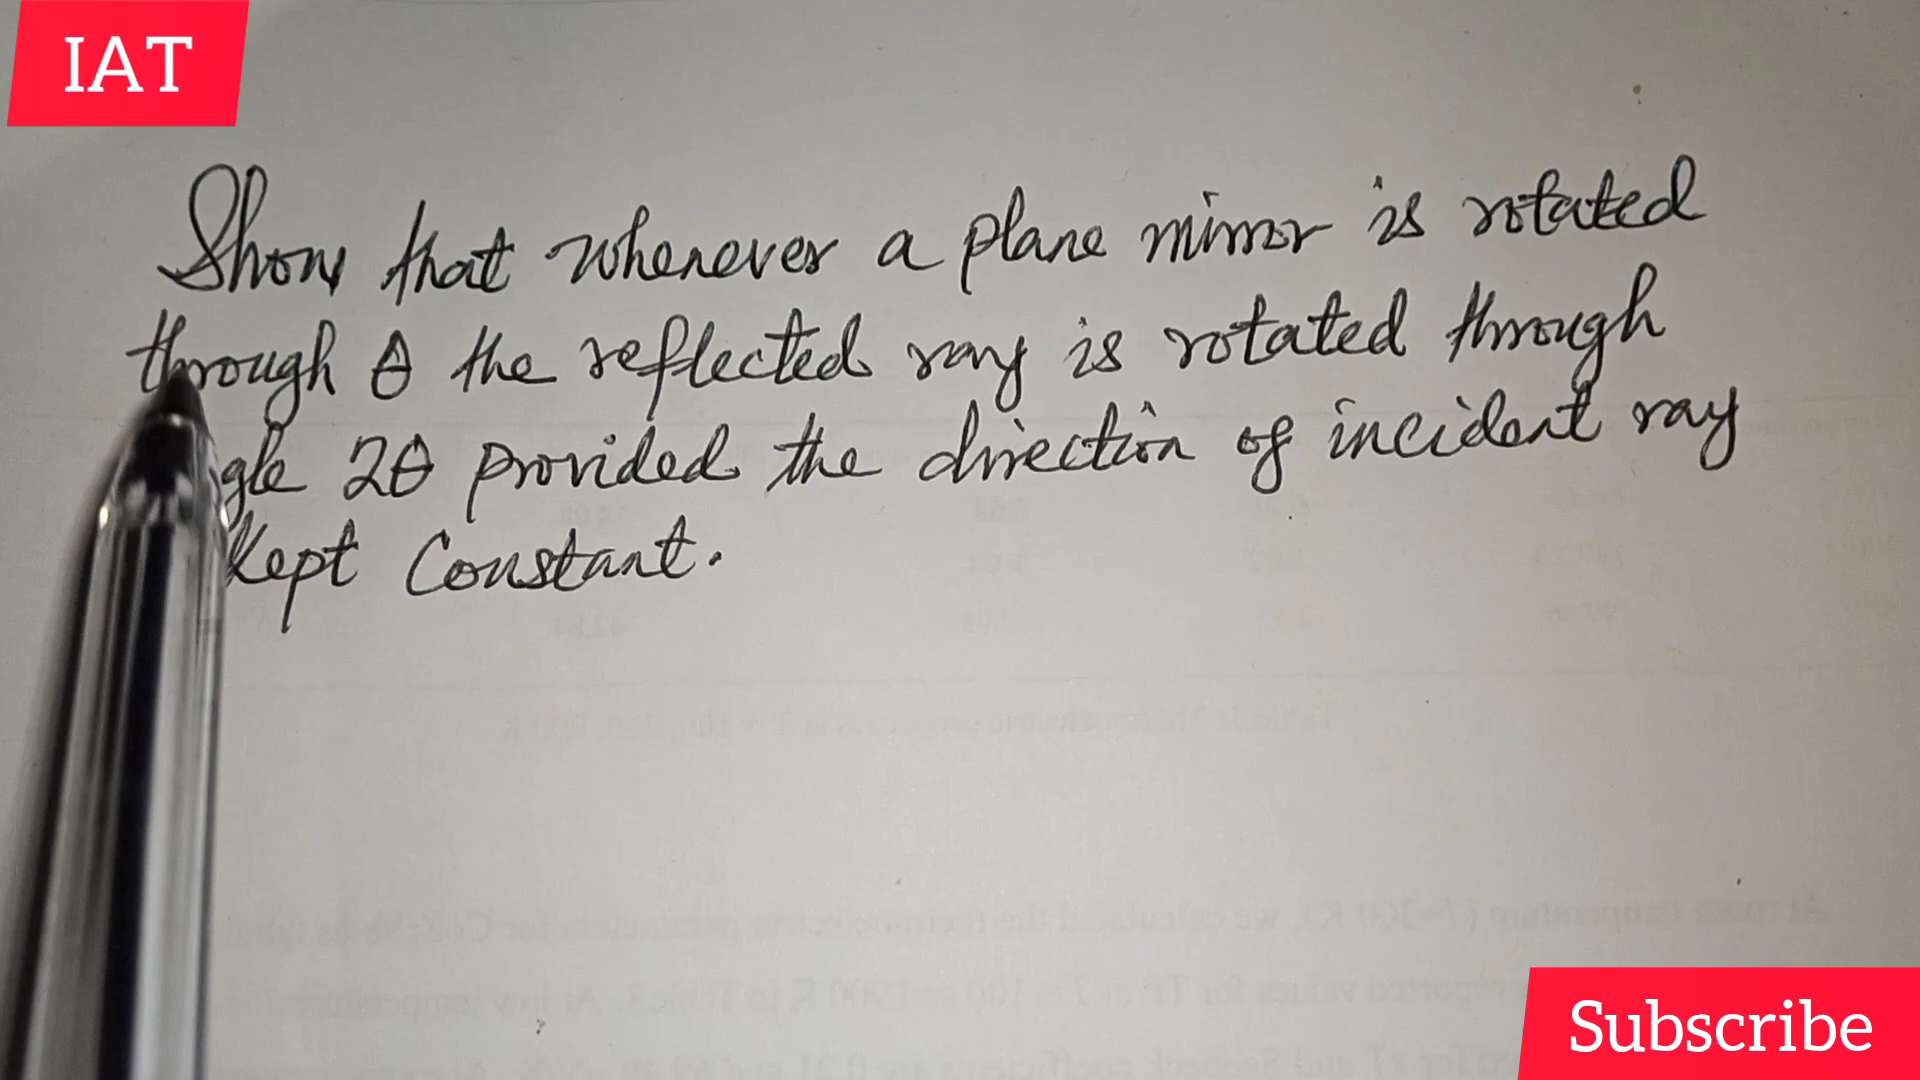 IAT
Show that whenever a plane mirror is rotated
through θ the reflected ray is rotated through
gle 2θ provided the direction of incident ray
kept constant.
Subscribe